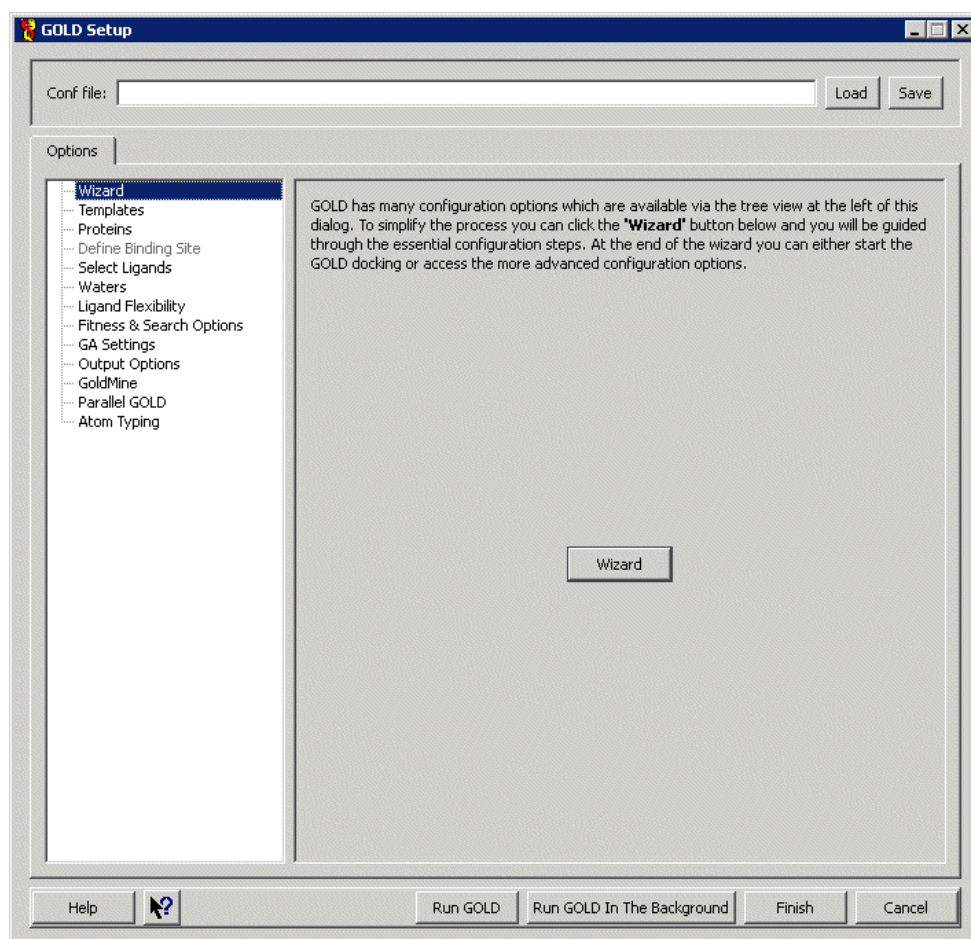 GOLD Setup
Conf file:
Load
Save
Options
Wizard
Templates
Proteins
Define Binding Site
Select Ligands
Waters
Ligand Flexibility
Fitness & Search Options
GA Settings
Output Options
GoldMine
Parallel GOLD
Atom Typing
GOLD has many configuration options which are available via the tree view at the left of this
dialog. To simplify the process you can click the 'Wizard' button below and you will be guided
through the essential configuration steps. At the end of the wizard you can either start the
GOLD docking or access the more advanced configuration options.
Wizard
Help
?
Run GOLD
Run GOLD In The Background
Finish
Cancel